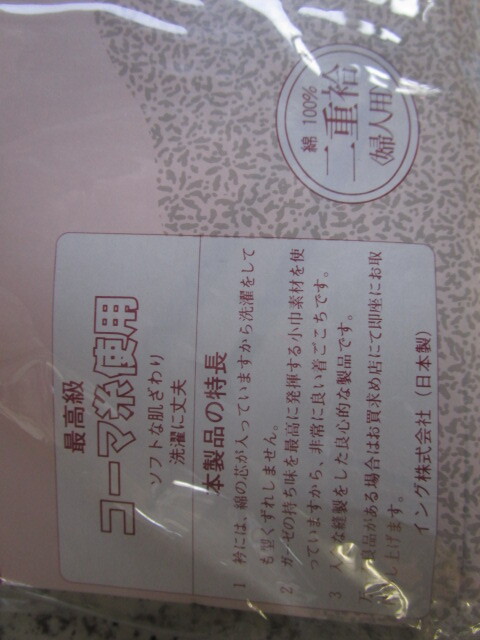 綿 100%
二重袷
〈婦人用〉
最高級
コーマ糸使用
ソフトな肌ざわり
洗濯に丈夫
本製品の特長
1 衿には、綿の芯が入っていますから洗濯をして
も型くずれしません。
2 ガーゼの持ち味を最高に発揮する小巾素材を使
っていますから、非常に良い着ごこちです。
3 な縫製をした良心的な製品です。
製品がある場合はお買求め店にて即座にお取
し上げます。
イング株式会社(日本製)